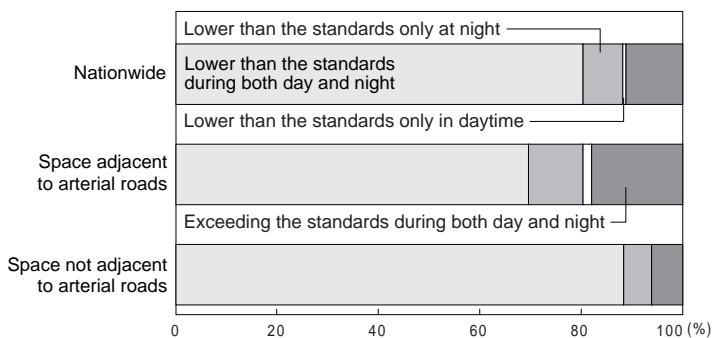 Lower than the standards only at night
Nationwide
Lower than the standards
during both day and night
Lower than the standards only in daytime
Space adjacent
to arterial roads
Exceeding the standards during both day and night
Space not adjacent
to arterial roads
0 20 40 60 80 100 (%)